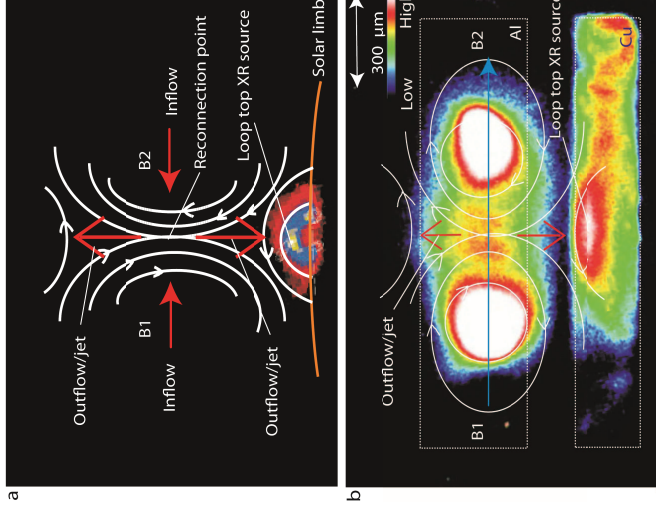 a
Outflow/jet
Inflow
Outflow/jet
B1
B2
Inflow
Reconnection point
Loop top XR source
Solar limb
b
Outflow/jet
Low
300 µm
High
B1
B2
Al
Loop top XR source
Cu